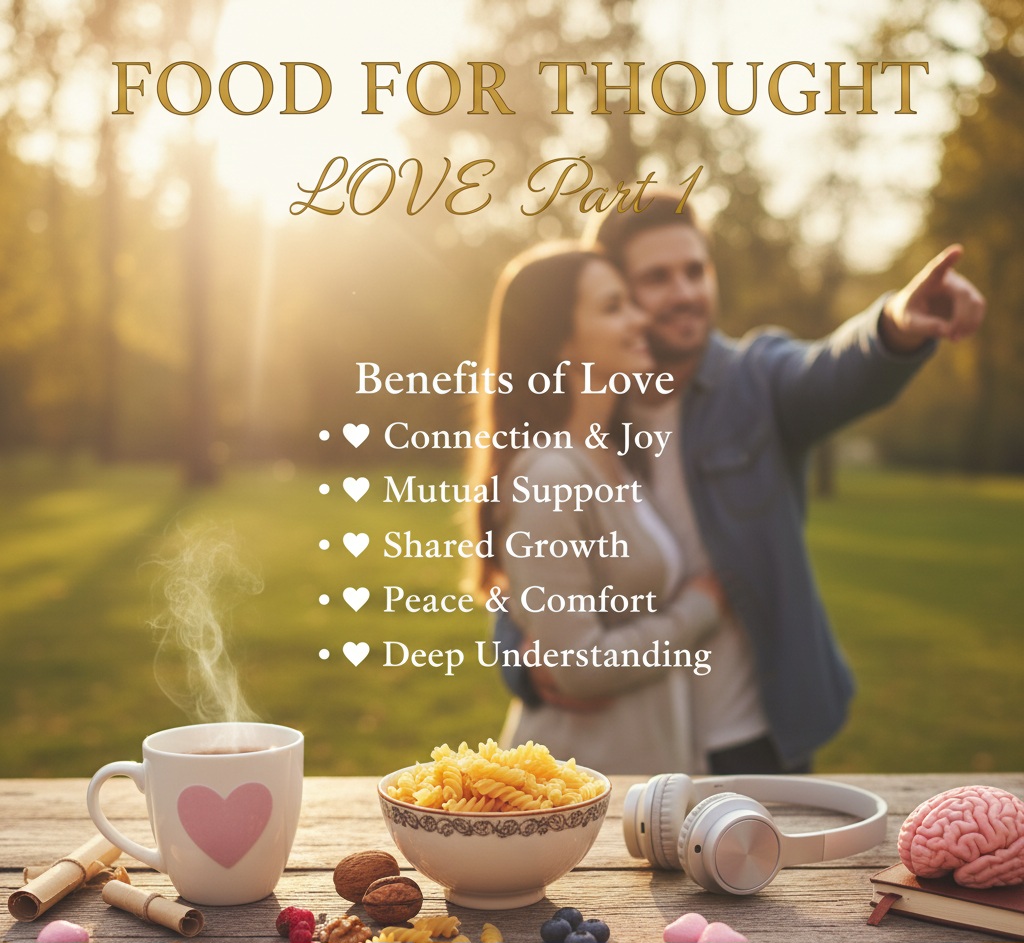 FOOD FOR THOUGHT
LOVE Part 1
Benefits of Love
• ♥ Connection & Joy
• ♥ Mutual Support
• ♥ Shared Growth
• ♥ Peace & Comfort
• ♥ Deep Understanding